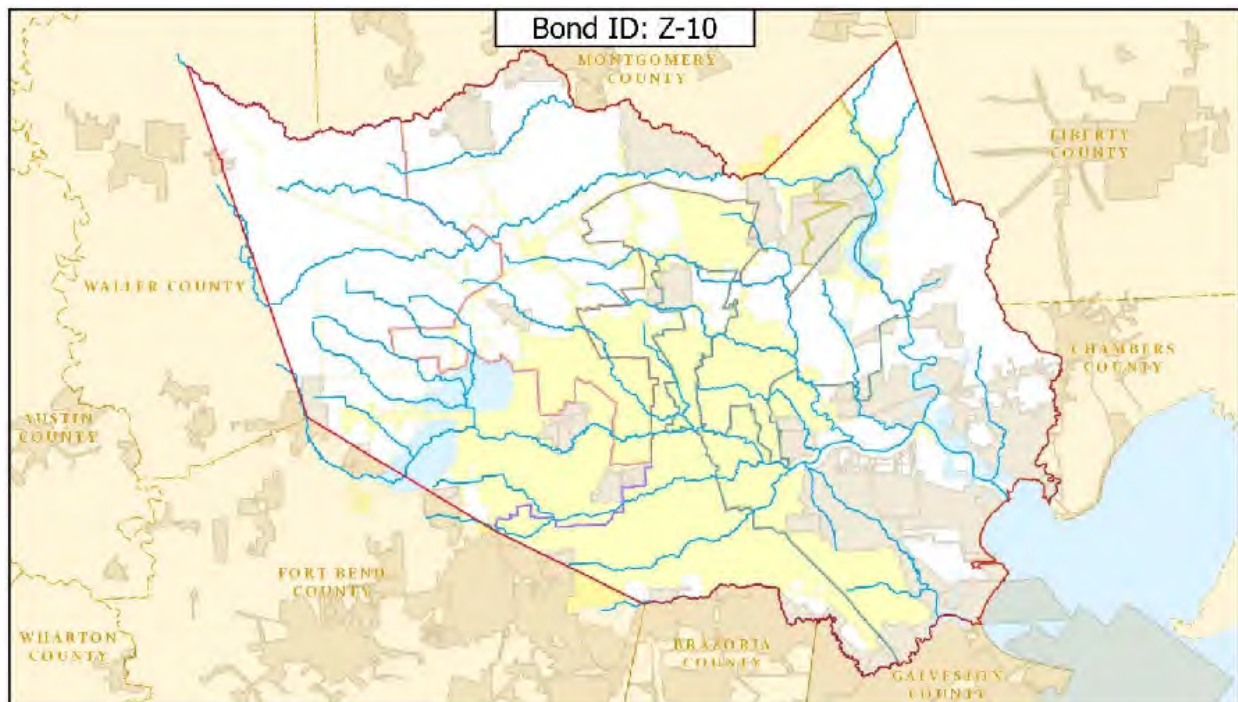 Bond ID: Z-10
MONTGOMERY
COUNTY
LIBERTY
COUNTY
WALLER COUNTY
CHAMBERS
COUNTY
AUSTIN
COUNTY
FORT BEND
COUNTY
WHARTON
COUNTY
BRAZORIA
COUNTY
GALVESTON
COUNTY